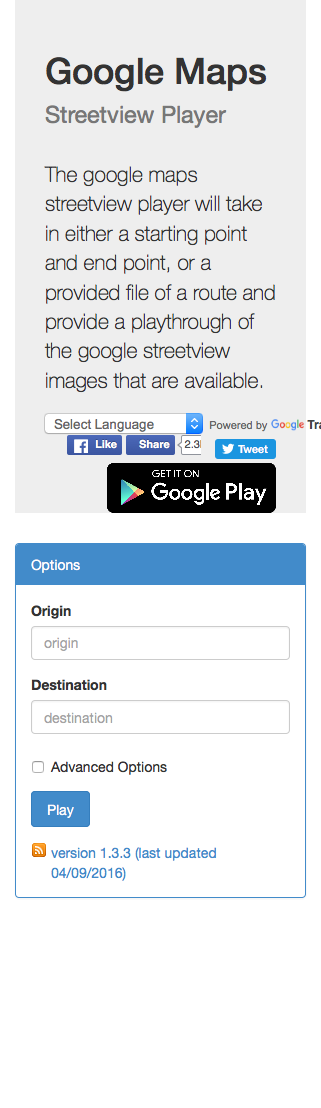 Google Maps
Streetview Player
The google maps
streetview player will take
in either a starting point
and end point, or a
provided file of a route and
provide a playthrough of
the google streetview
images that are available.
Select Language Powered by Google
Like Share Tweet
GET IT ON
Google Play
Options
Origin
origin
Destination
destination
Advanced Options
Play
version 1.3.3 (last updated
04/09/2016)